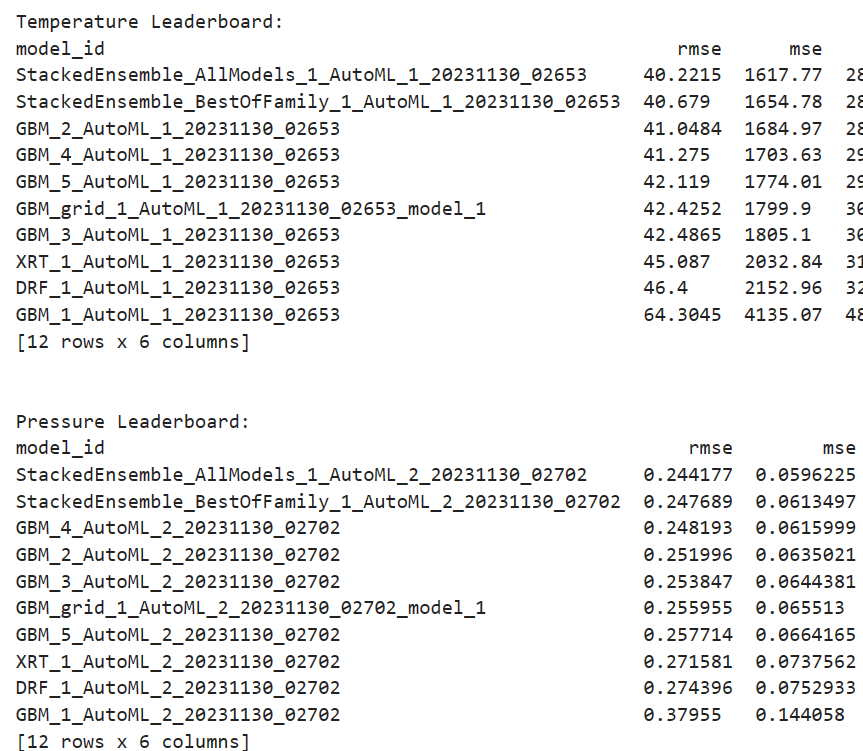 Temperature Leaderboard:
model_id rmse mse
StackedEnsemble_AllModels_1_AutoML_1_20231130_02653 40.2215 1617.77 28
StackedEnsemble_BestOfFamily_1_AutoML_1_20231130_02653 40.679 1654.78 28
GBM_2_AutoML_1_20231130_02653 41.0484 1684.97 28
GBM_4_AutoML_1_20231130_02653 41.275 1703.63 29
GBM_5_AutoML_1_20231130_02653 42.119 1774.01 29
GBM_grid_1_AutoML_1_20231130_02653_model_1 42.4252 1799.9 30
GBM_3_AutoML_1_20231130_02653 42.4865 1805.1 30
XRT_1_AutoML_1_20231130_02653 45.087 2032.84 31
DRF_1_AutoML_1_20231130_02653 46.4 2152.96 32
GBM_1_AutoML_1_20231130_02653 64.3045 4135.07 48
[12 rows x 6 columns]
Pressure Leaderboard:
model_id rmse mse
StackedEnsemble_AllModels_1_AutoML_2_20231130_02702 0.244177 0.0596225
StackedEnsemble_BestOfFamily_1_AutoML_2_20231130_02702 0.247689 0.0613497
GBM_4_AutoML_2_20231130_02702 0.248193 0.0615999
GBM_2_AutoML_2_20231130_02702 0.251996 0.0635021
GBM_3_AutoML_2_20231130_02702 0.253847 0.0644381
GBM_grid_1_AutoML_2_20231130_02702_model_1 0.255955 0.065513
GBM_5_AutoML_2_20231130_02702 0.257714 0.0664165
XRT_1_AutoML_2_20231130_02702 0.271581 0.0737562
DRF_1_AutoML_2_20231130_02702 0.274396 0.0752933
GBM_1_AutoML_2_20231130_02702 0.37955 0.144058
[12 rows x 6 columns]